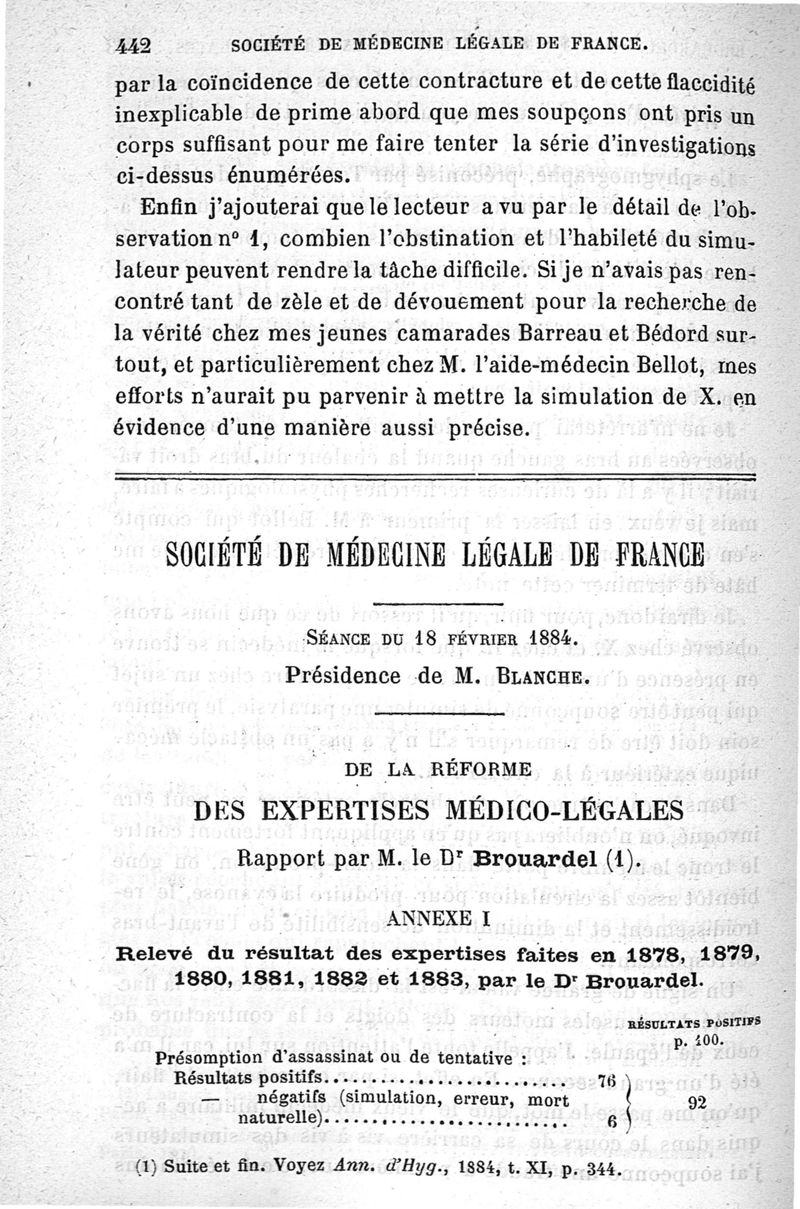 442 SOCIÉTÉ DE MÉDECINE LÉGALE DE FRANCE.
par la coïncidence de cette contracture et de cette flaccidité
inexplicable de prime abord que mes soupçons ont pris un
corps suffisant pour me faire tenter la série d'investigations
ci-dessus énumérées.
Enfin j'ajouterai que le lecteur a vu par le détail de l'ob-
servation nº 1, combien l'obstination et l'habileté du simu-
lateur peuvent rendre la tâche difficile. Si je n'avais pas ren-
contré tant de zèle et de dévouement pour la recherche de
la vérité chez mes jeunes camarades Barreau et Bédord sur-
tout, et particulièrement chez M. l'aide-médecin Bellot, mes
efforts n'aurait pu parvenir à mettre la simulation de X. en
évidence d'une manière aussi précise.
SOCIÉTÉ DE MÉDECINE LÉGALE DE FRANCE
SÉANCE DU 18 FÉVRIER 1884.
Présidence de M. BLANCHE.
DE LA RÉFORME
DES EXPERTISES MÉDICO-LÉGALES
Rapport par M. le Dr Brouardel (1).
ANNEXE I
Relevé du résultat des expertises faites en 1878, 1879,
1880, 1881, 1882 et 1883, par le Dr Brouardel.
RÉSULTATS POSITIFS
p. 100.
Présomption d'assassinat ou de tentative :
Résultats positifs........................ 76
— négatifs (simulation, erreur, mort 92
naturelle)........................ 6
(1) Suite et fin. Voyez Ann. d'Hyg., 1884, t. XI, p. 344.